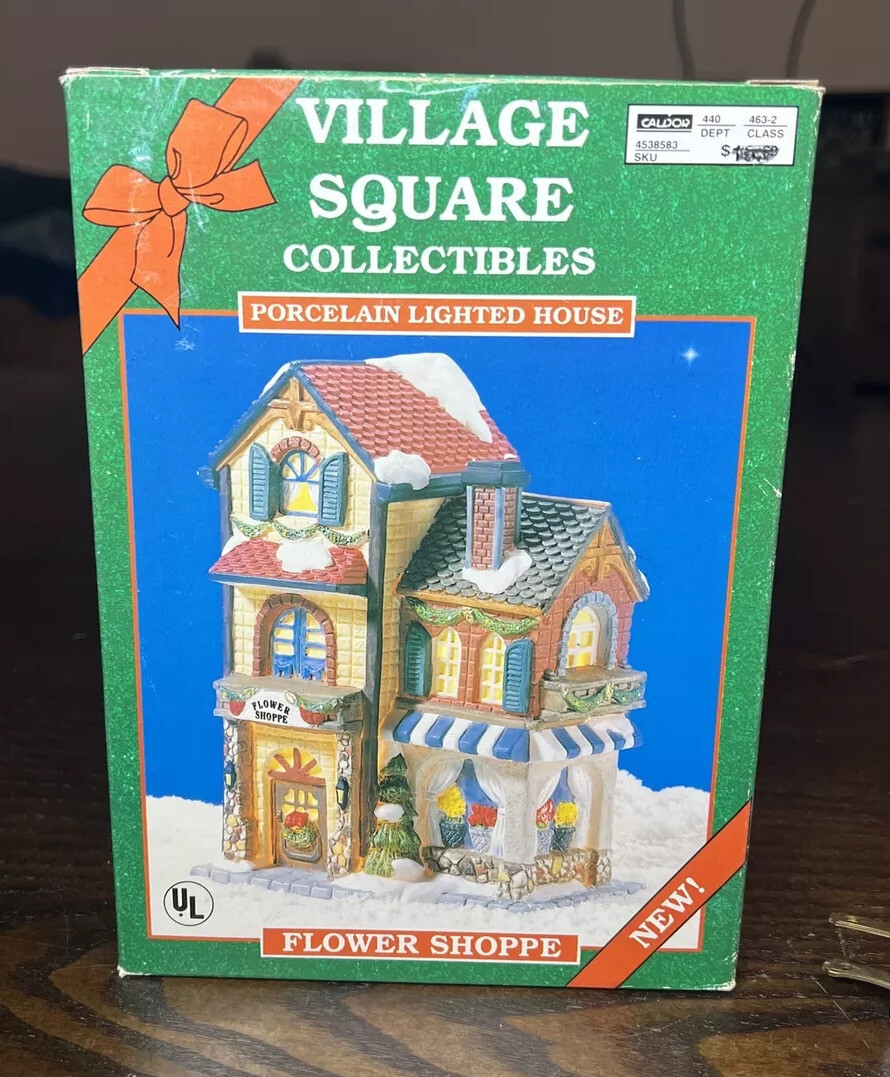 VILLAGE
SQUARE
COLLECTIBLES
CALDOR 440 463-2
DEPT CLASS
4538583
SKU $
PORCELAIN LIGHTED HOUSE
FLOWER
SHOPPE
UL
NEW!
FLOWER SHOPPE